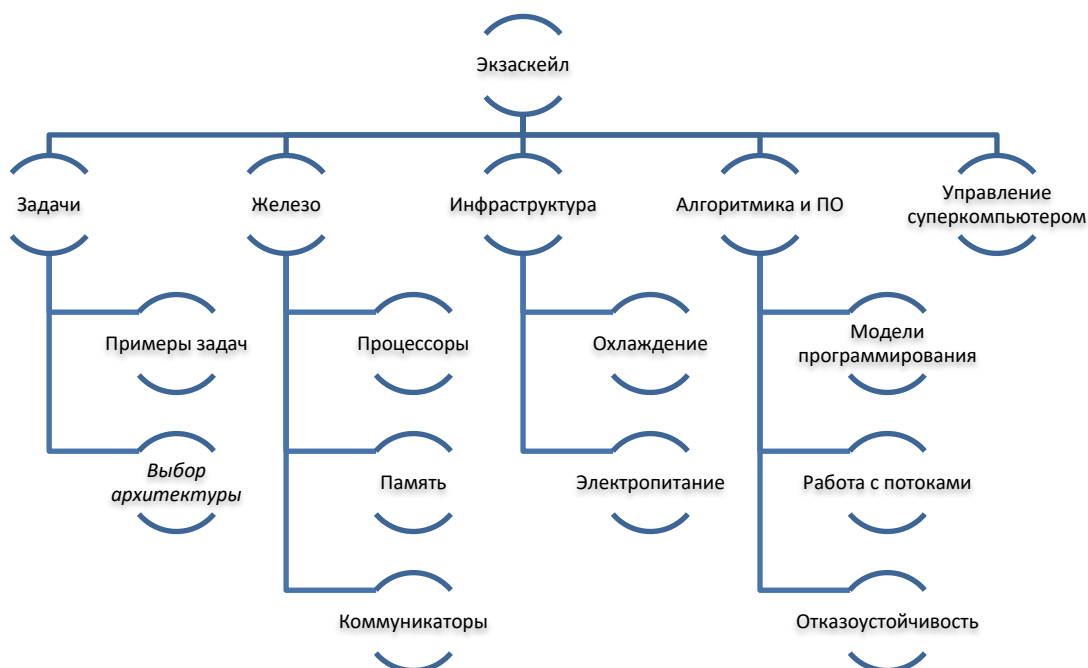 Экзаскейл
Задачи
Железо
Инфраструктура
Алгоритмика и ПО
Управление
суперкомпьютером
Примеры задач
Процессоры
Охлаждение
Модели
программирования
Выбор
архитектуры
Память
Электропитание
Работа с потоками
Коммуникаторы
Отказоустойчивость